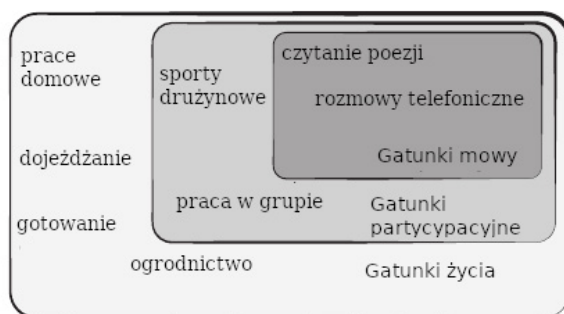 prace
domowe
sporty
drużynowe
czytanie poezji
rozmowy telefoniczne
Gatunki mowy
dojeżdżanie
praca w grupie
Gatunki
partycypacyjne
gotowanie
ogrodnictwo
Gatunki życia